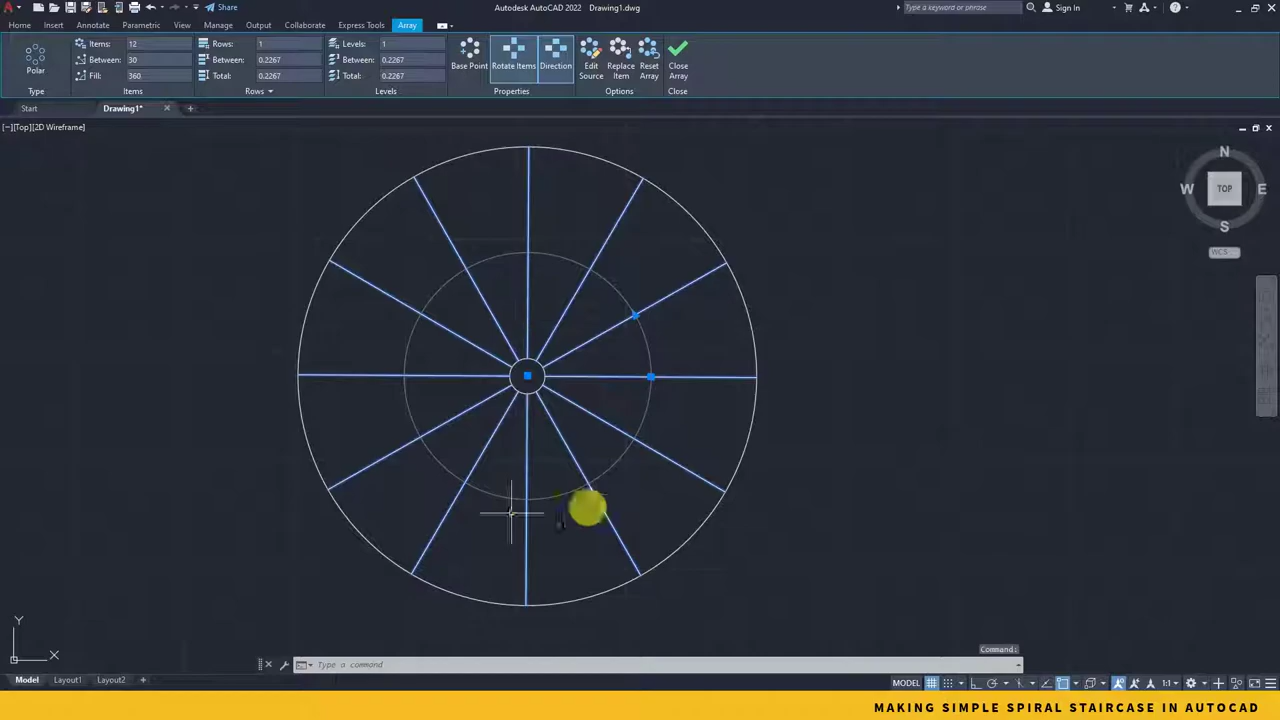 Share
Autodesk AutoCAD 2022 Drawing1.dwg
Type a keyword or phrase
Sign In
Home Insert Annotate Parametric View Manage Output Collaborate Express Tools Array
Items: 12 Rows: 1 Levels: 1
Between: 30 Between: 0.2267 Between: 0.2267
Fill: 360 Total: 0.2267 Total: 0.2267
Polar
Base Point Rotate Items Direction Edit Source Replace Item Reset Array Close Array
Type Items Rows Levels Properties Options Close
Start Drawing1*
[−][Top][2D Wireframe]
N
W TOP E
S
WCS
Y
X
Command:
Type a command
Model Layout1 Layout2
MODEL 1:1
MAKING SIMPLE SPIRAL STAIRCASE IN AUTOCAD